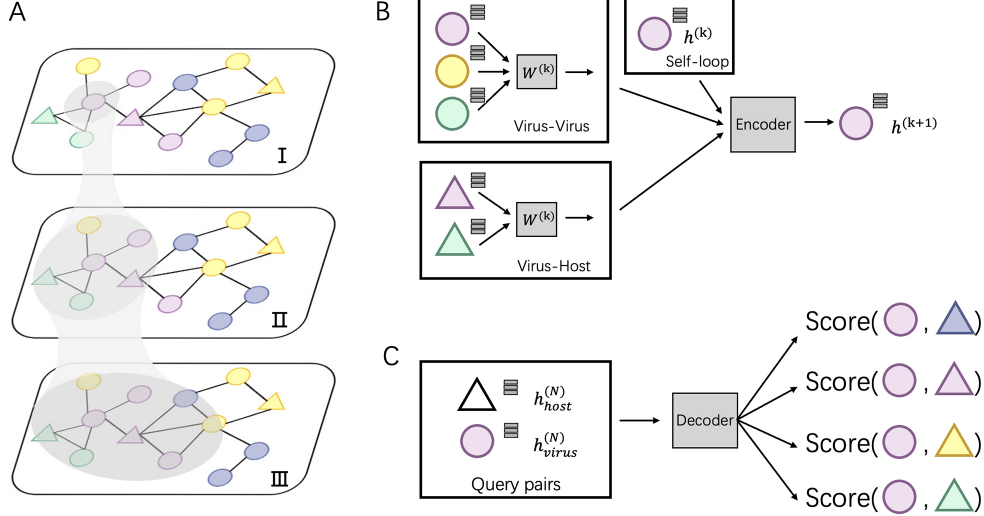 A
I
II
III
B
W^(k)
Virus-Virus
h^(k)
Self-loop
W^(k)
Virus-Host
Encoder
h^(k+1)
C
h_host^(N)
h_virus^(N)
Query pairs
Decoder
Score( , )
Score( , )
Score( , )
Score( , )